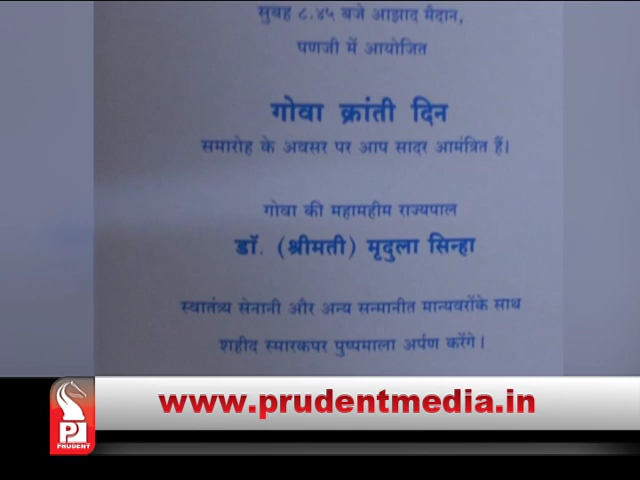 सुबह ८.४५ बजे आझाद मैदान,
पणजी में आयोजित
गोवा क्रांती दिन
समारोह के अवसर पर आप सादर आमंत्रित हैं।
गोवा की महामहीम राज्यपाल
डॉ. (श्रीमती) मृदुला सिन्हा
स्वातंत्र्य सेनानी और अन्य सन्मानीत मान्यवरोंके साथ
शहीद स्मारकपर पुष्पमाला अर्पण करेंगे।
www.prudentmedia.in
PRUDENT